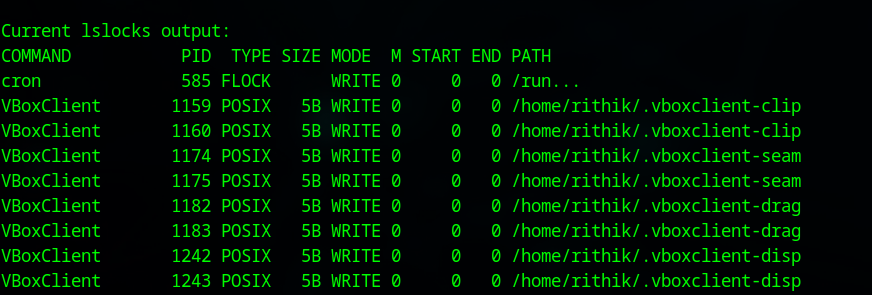 Current lslocks output:
COMMAND           PID  TYPE SIZE MODE  M START END PATH
cron              585 FLOCK      WRITE 0     0   0 /run...
VBoxClient       1159 POSIX   5B WRITE 0     0   0 /home/rithik/.vboxclient-clip
VBoxClient       1160 POSIX   5B WRITE 0     0   0 /home/rithik/.vboxclient-clip
VBoxClient       1174 POSIX   5B WRITE 0     0   0 /home/rithik/.vboxclient-seam
VBoxClient       1175 POSIX   5B WRITE 0     0   0 /home/rithik/.vboxclient-seam
VBoxClient       1182 POSIX   5B WRITE 0     0   0 /home/rithik/.vboxclient-drag
VBoxClient       1183 POSIX   5B WRITE 0     0   0 /home/rithik/.vboxclient-drag
VBoxClient       1242 POSIX   5B WRITE 0     0   0 /home/rithik/.vboxclient-disp
VBoxClient       1243 POSIX   5B WRITE 0     0   0 /home/rithik/.vboxclient-disp